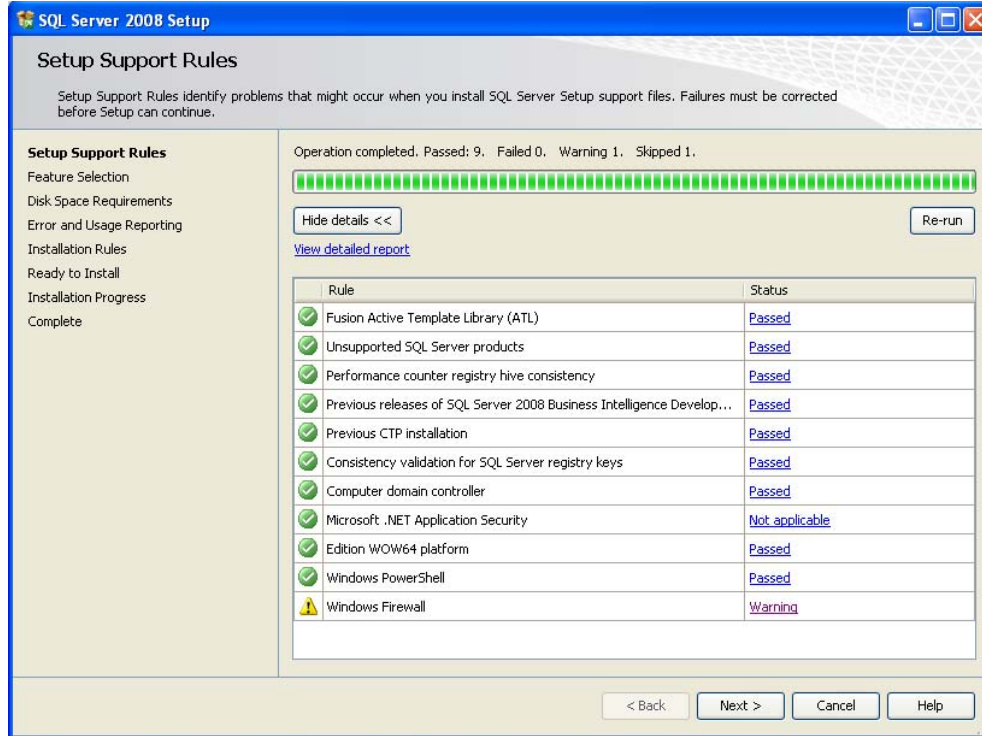 SQL Server 2008 Setup
Setup Support Rules
Setup Support Rules identify problems that might occur when you install SQL Server Setup support files. Failures must be corrected
before Setup can continue.
Setup Support Rules
Feature Selection
Disk Space Requirements
Error and Usage Reporting
Installation Rules
Ready to Install
Installation Progress
Complete
Operation completed. Passed: 9. Failed 0. Warning 1. Skipped 1.
Hide details <<
Re-run
View detailed report
Rule Status
Fusion Active Template Library (ATL) Passed
Unsupported SQL Server products Passed
Performance counter registry hive consistency Passed
Previous releases of SQL Server 2008 Business Intelligence Develop... Passed
Previous CTP installation Passed
Consistency validation for SQL Server registry keys Passed
Computer domain controller Passed
Microsoft .NET Application Security Not applicable
Edition WOW64 platform Passed
Windows PowerShell Passed
Windows Firewall Warning
< Back Next > Cancel Help